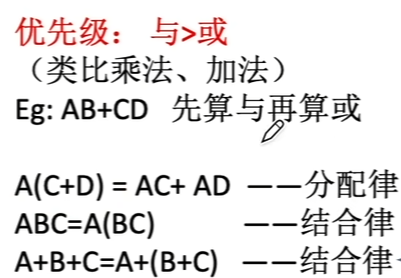 优先级： 与>或
（类比乘法、加法）
Eg: AB+CD 先算与再算或
A(C+D) = AC+ AD ——分配律
ABC=A(BC) ——结合律
A+B+C=A+(B+C) ——结合律